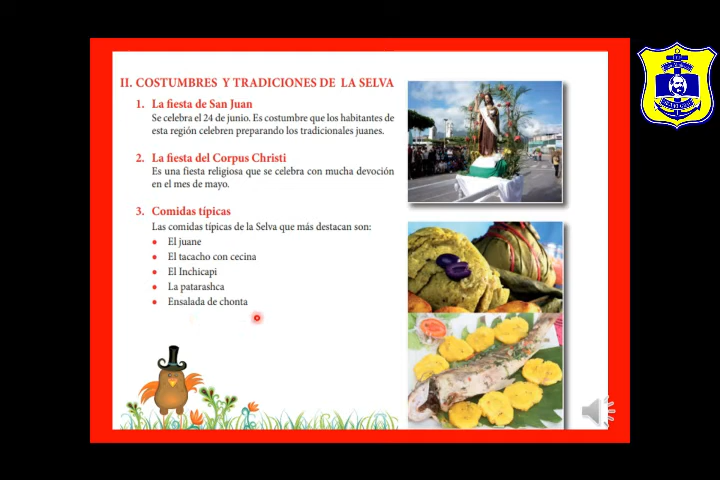 II. COSTUMBRES Y TRADICIONES DE LA SELVA
1. La fiesta de San Juan
Se celebra el 24 de junio. Es costumbre que los habitantes de
esta región celebren preparando los tradicionales juanes.
2. La fiesta del Corpus Christi
Es una fiesta religiosa que se celebra con mucha devoción
en el mes de mayo.
3. Comidas típicas
Las comidas típicas de la Selva que más destacan son:
• El juane
• El tacacho con cecina
• El Inchicapi
• La patarashca
• Ensalada de chonta